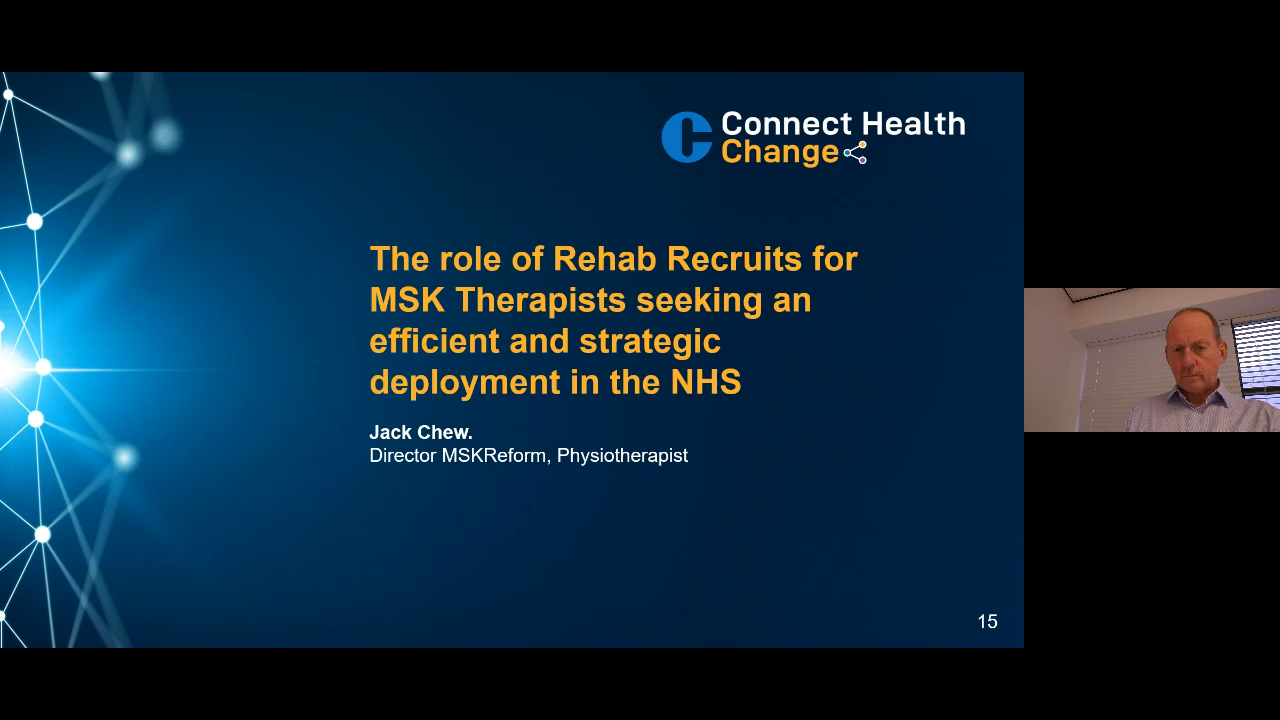 Connect Health
Change
The role of Rehab Recruits for
MSK Therapists seeking an
efficient and strategic
deployment in the NHS
Jack Chew.
Director MSKReform, Physiotherapist
15